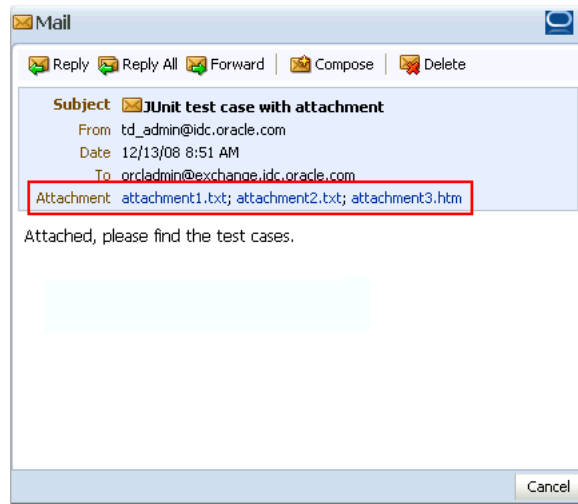 Mail
Reply Reply All Forward Compose Delete
Subject JUnit test case with attachment
From td_admin@idc.oracle.com
Date 12/13/08 8:51 AM
To orcladmin@exchange.idc.oracle.com
Attachment attachment1.txt; attachment2.txt; attachment3.htm
Attached, please find the test cases.
Cancel